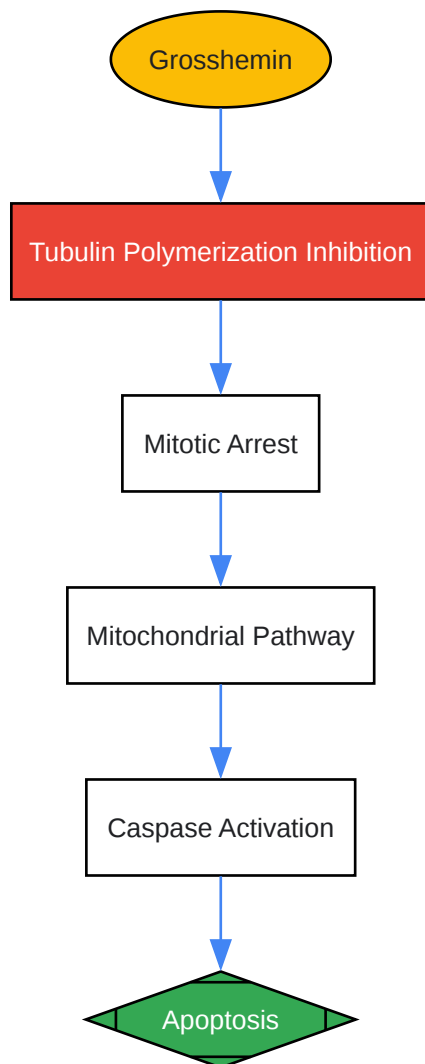 Grosshemin
Tubulin Polymerization Inhibition
Mitotic Arrest
Mitochondrial Pathway
Caspase Activation
Apoptosis